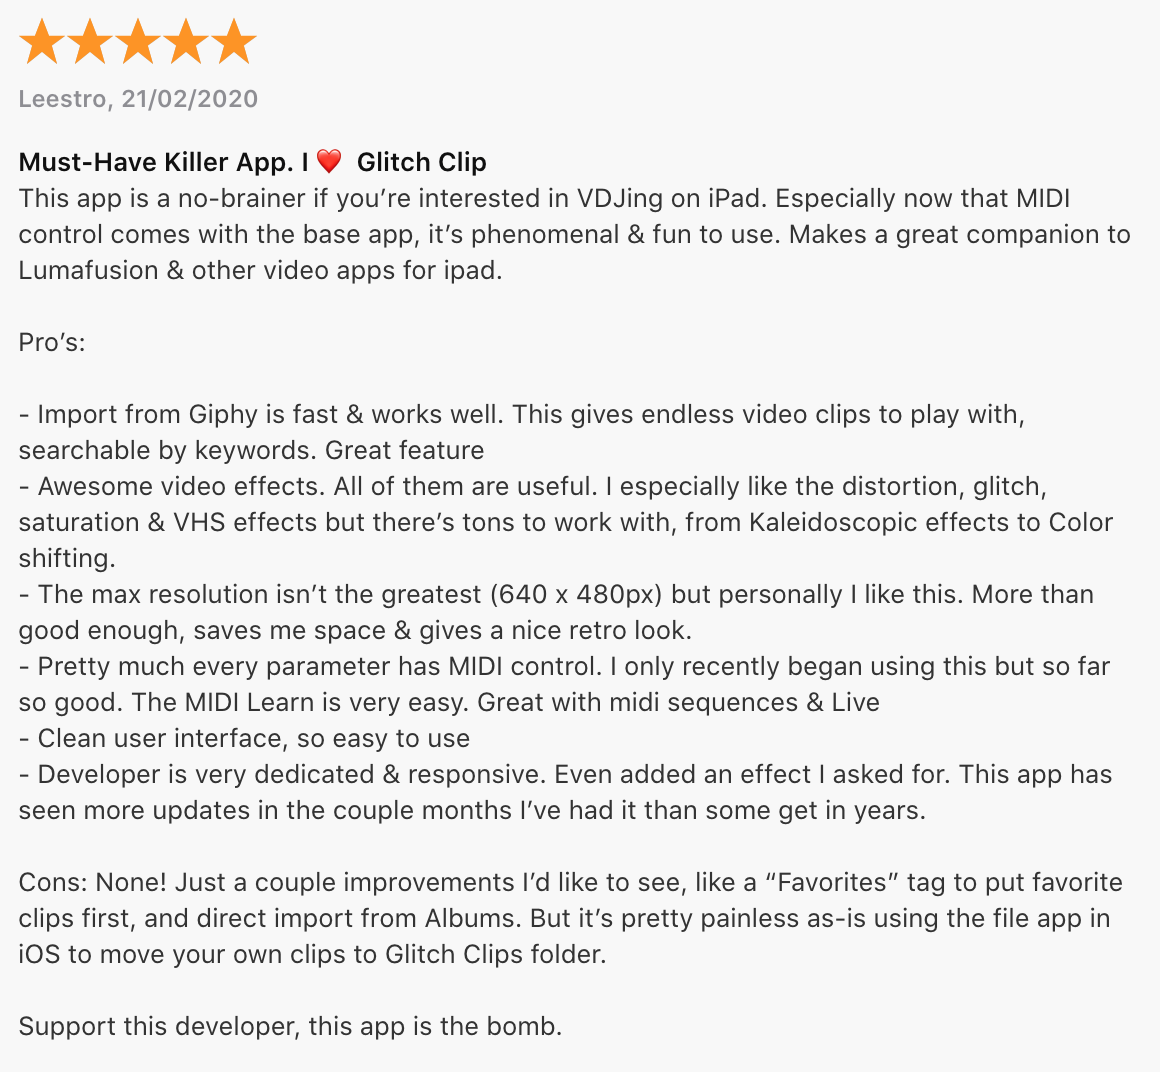 Leestro, 21/02/2020
Must-Have Killer App. I ❤️ Glitch Clip
This app is a no-brainer if you’re interested in VDJing on iPad. Especially now that MIDI
control comes with the base app, it’s phenomenal & fun to use. Makes a great companion to
Lumafusion & other video apps for ipad.
Pro’s:
- Import from Giphy is fast & works well. This gives endless video clips to play with,
searchable by keywords. Great feature
- Awesome video effects. All of them are useful. I especially like the distortion, glitch,
saturation & VHS effects but there’s tons to work with, from Kaleidoscopic effects to Color
shifting.
- The max resolution isn’t the greatest (640 x 480px) but personally I like this. More than
good enough, saves me space & gives a nice retro look.
- Pretty much every parameter has MIDI control. I only recently began using this but so far
so good. The MIDI Learn is very easy. Great with midi sequences & Live
- Clean user interface, so easy to use
- Developer is very dedicated & responsive. Even added an effect I asked for. This app has
seen more updates in the couple months I’ve had it than some get in years.
Cons: None! Just a couple improvements I’d like to see, like a “Favorites” tag to put favorite
clips first, and direct import from Albums. But it’s pretty painless as-is using the file app in
iOS to move your own clips to Glitch Clips folder.
Support this developer, this app is the bomb.